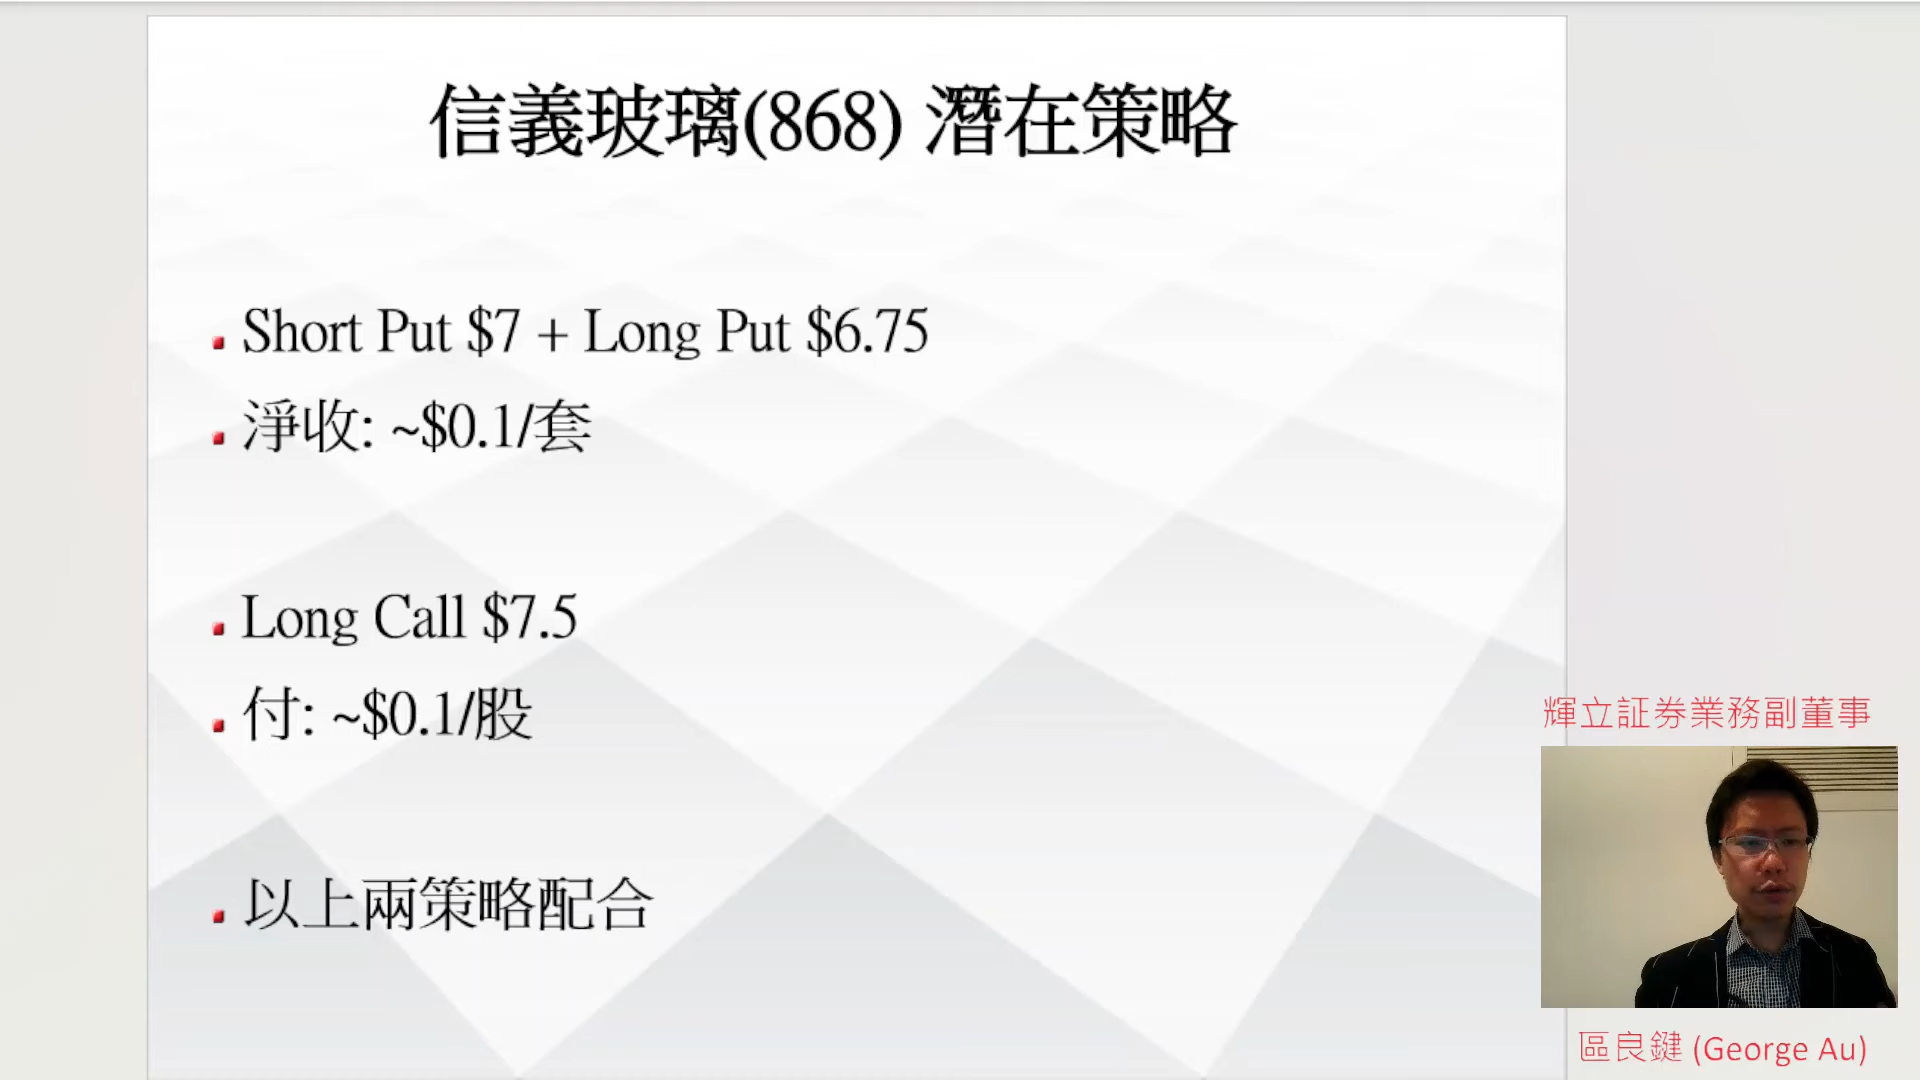 信義玻璃(868) 潛在策略
Short Put $7 + Long Put $6.75
淨收: ~$0.1/套
Long Call $7.5
付: ~$0.1/股
以上兩策略配合
輝立証券業務副董事
區良鍵 (George Au)